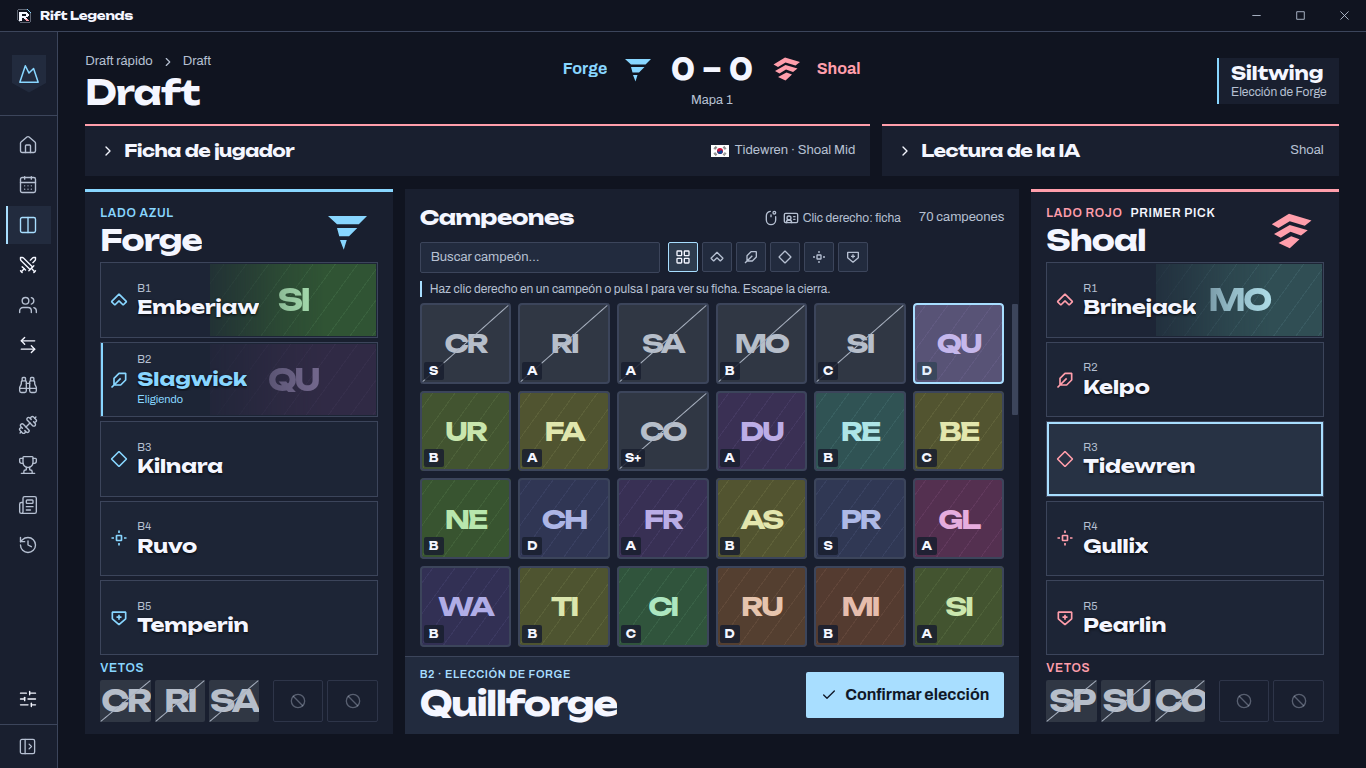 Rift Legends
Draft rápido > Draft
Draft
Forge 0 – 0 Shoal
Mapa 1
Siltwing
Elección de Forge
Ficha de jugador
Tidewren · Shoal Mid
Lectura de la IA
Shoal
LADO AZUL
Forge
B1
Emberjaw
SI
B2
Slagwick
Eligiendo
QU
B3
Kilnara
B4
Ruvo
B5
Temperin
VETOS
CR RI SA
Campeones
Clic derecho: ficha
70 campeones
Buscar campeón...
Haz clic derecho en un campeón o pulsa I para ver su ficha. Escape la cierra.
CR RI SA MO SI QU
S A A B C D
UR FA CO DU RE BE
B A S+ A B C
NE CH FR AS PR GL
B D A B S A
WA TI CI RU MI SI
B B C D B A
B2 · ELECCIÓN DE FORGE
Quillforge
Confirmar elección
LADO ROJO PRIMER PICK
Shoal
R1
Brinejack
MO
R2
Kelpo
R3
Tidewren
R4
Gullix
R5
Pearlin
VETOS
SP SU CO